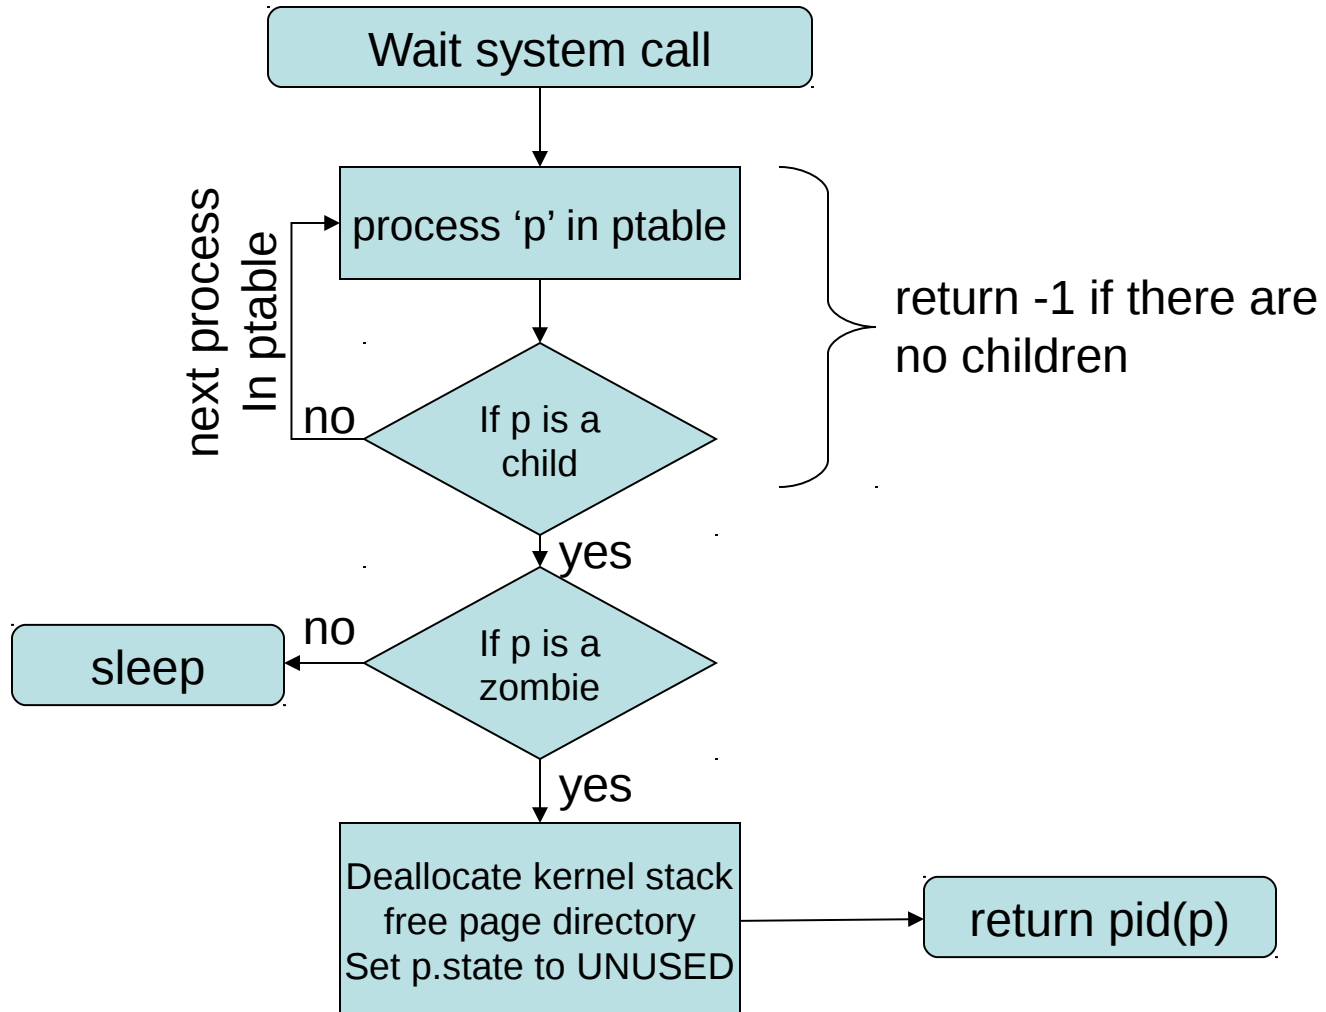 Wait system call
process ‘p’ in ptable
next process
In ptable
return -1 if there are
no children
no
If p is a
child
yes
no
sleep
If p is a
zombie
yes
Deallocate kernel stack
free page directory
Set p.state to UNUSED
return pid(p)